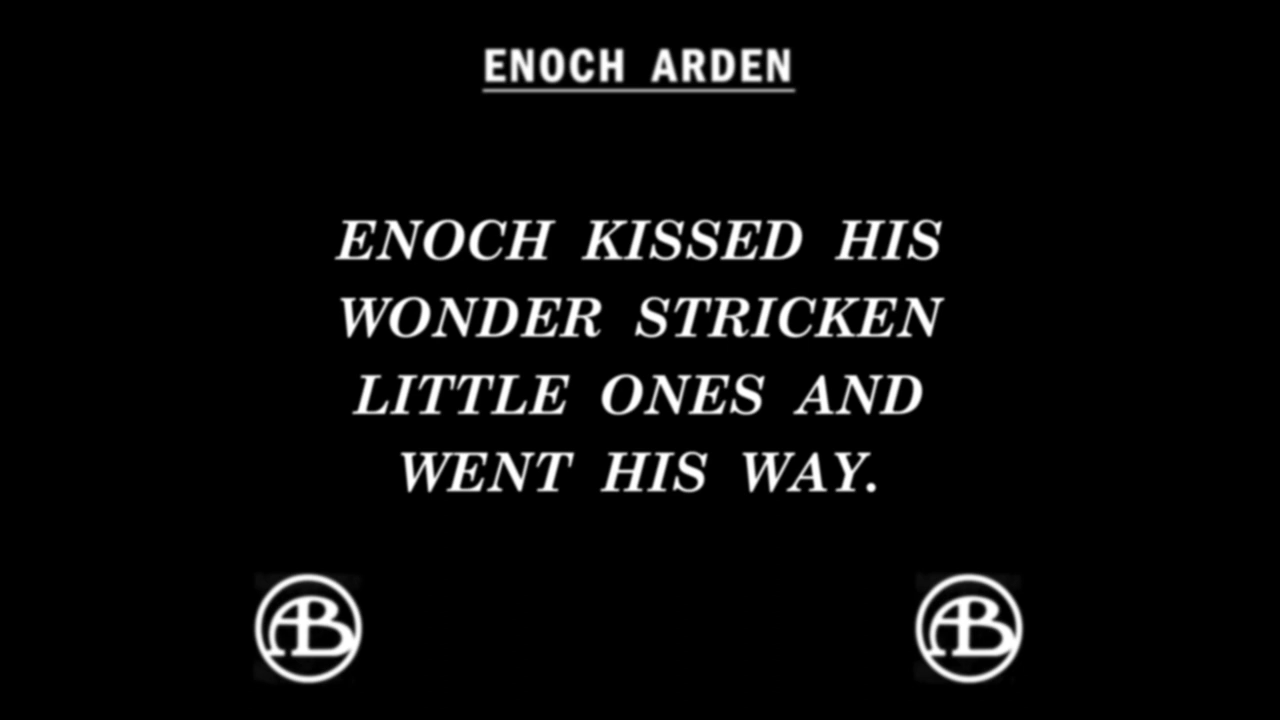 ENOCH ARDEN
ENOCH KISSED HIS
WONDER STRICKEN
LITTLE ONES AND
WENT HIS WAY.
AB AB